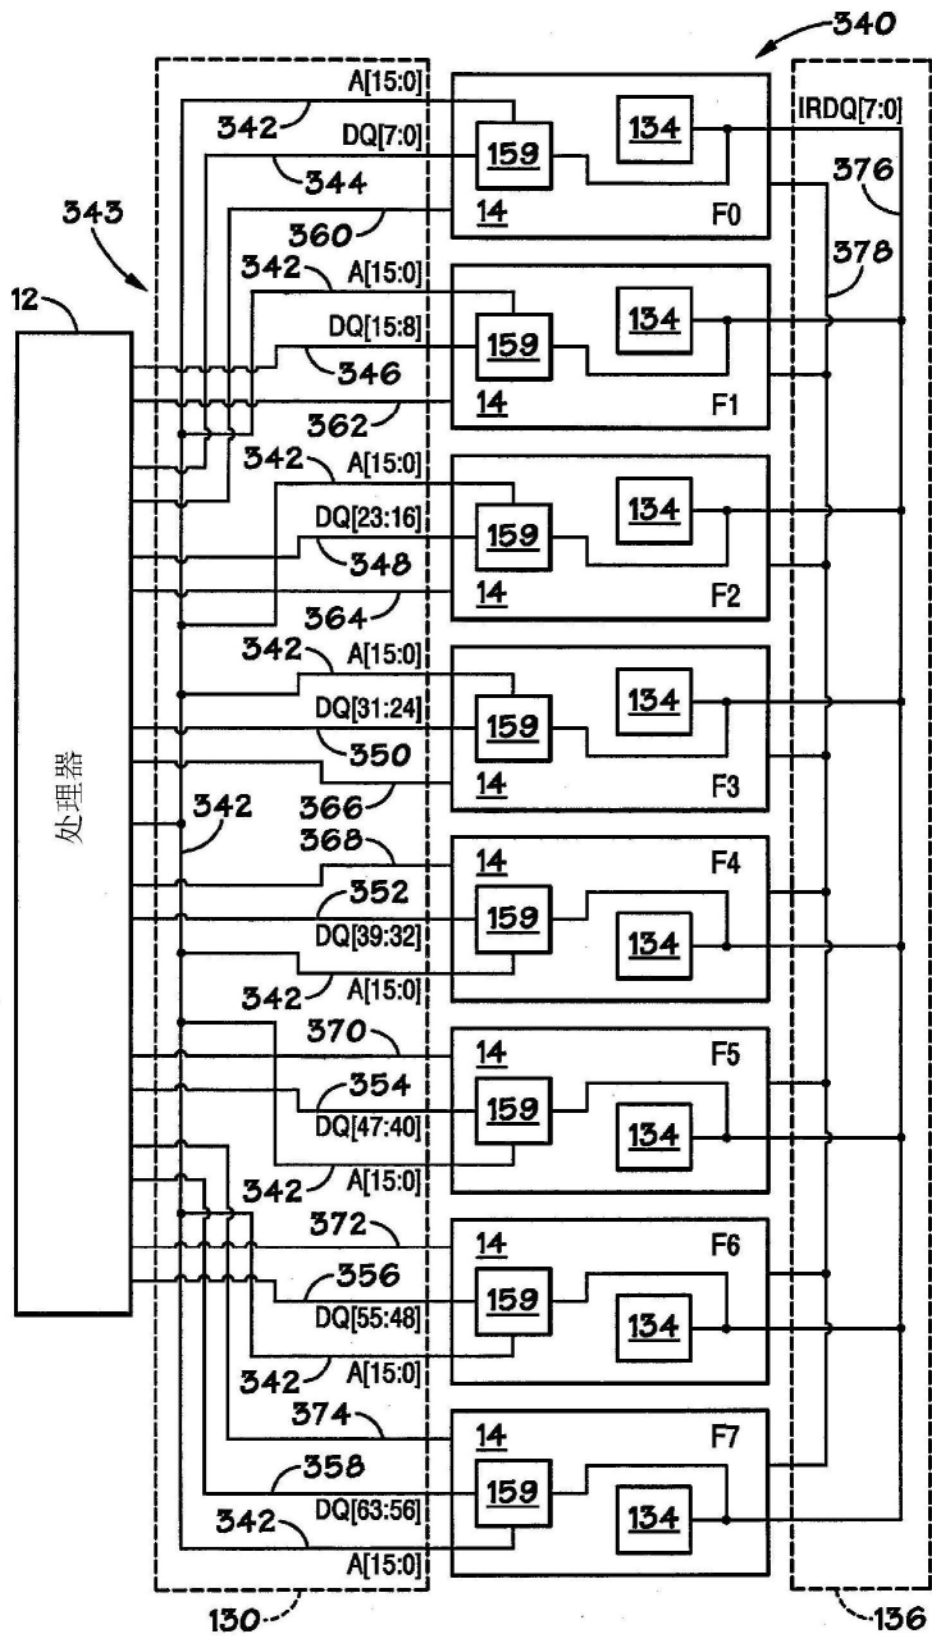 340
A[15:0]
342
IRDQ[7:0]
DQ[7:0]
159
134
344
376
343
360
14
F0
342
A[15:0]
378
12
DQ[15:8]
159
134
346
362
14
F1
342
A[15:0]
DQ[23:16]
159
134
348
364
14
F2
342
A[15:0]
DQ[31:24]
159
134
350
处理器
366
14
F3
342
368
14
F4
352
159
134
DQ[39:32]
342
A[15:0]
370
14
F5
354
159
134
DQ[47:40]
342
A[15:0]
372
14
F6
356
159
134
DQ[55:48]
342
A[15:0]
374
14
F7
358
159
134
DQ[63:56]
342
A[15:0]
130
136